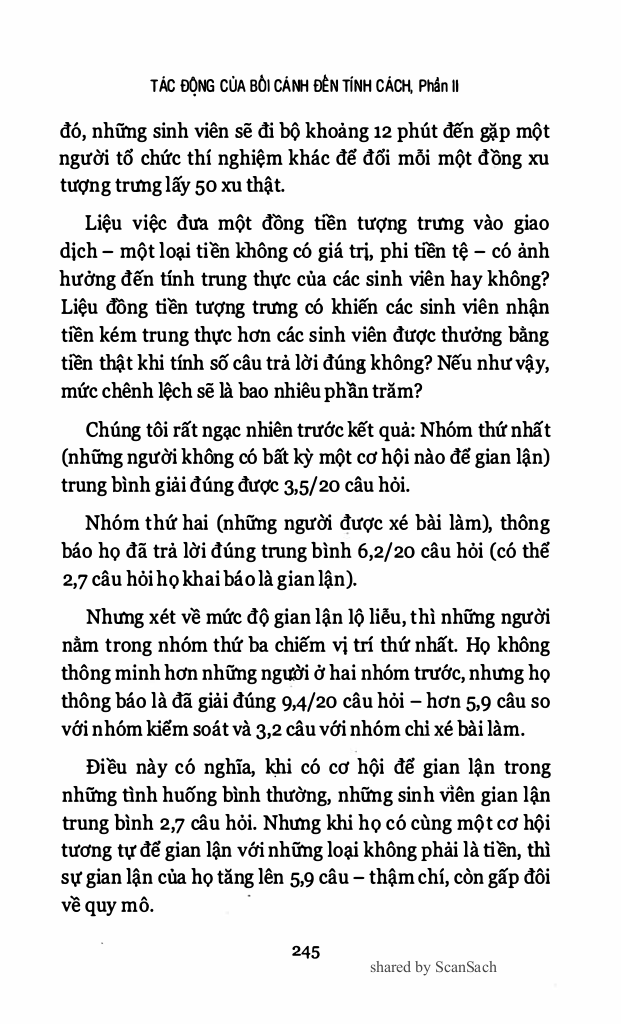 TÁC ĐỘNG CỦA BỐI CẢNH ĐẾN TÍNH CÁCH, Phần II
đó, những sinh viên sẽ đi bộ khoảng 12 phút đến gặp một
người tổ chức thí nghiệm khác để đổi mỗi một đồng xu
tượng trưng lấy 50 xu thật.
Liệu việc đưa một đồng tiền tượng trưng vào giao
dịch – một loại tiền không có giá trị, phi tiền tệ – có ảnh
hưởng đến tính trung thực của các sinh viên hay không?
Liệu đồng tiền tượng trưng có khiến các sinh viên nhận
tiền kém trung thực hơn các sinh viên được thưởng bằng
tiền thật khi tính số câu trả lời đúng không? Nếu như vậy,
mức chênh lệch sẽ là bao nhiêu phần trăm?
Chúng tôi rất ngạc nhiên trước kết quả: Nhóm thứ nhất
(những người không có bất kỳ một cơ hội nào để gian lận)
trung bình giải đúng được 3,5/20 câu hỏi.
Nhóm thứ hai (những người được xé bài làm), thông
báo họ đã trả lời đúng trung bình 6,2/20 câu hỏi (có thể
2,7 câu hỏi họ khai báo là gian lận).
Nhưng xét về mức độ gian lận lộ liễu, thì những người
nằm trong nhóm thứ ba chiếm vị trí thứ nhất. Họ không
thông minh hơn những người ở hai nhóm trước, nhưng họ
thông báo là đã giải đúng 9,4/20 câu hỏi – hơn 5,9 câu so
với nhóm kiểm soát và 3,2 câu với nhóm chỉ xé bài làm.
Điều này có nghĩa, khi có cơ hội để gian lận trong
những tình huống bình thường, những sinh viên gian lận
trung bình 2,7 câu hỏi. Nhưng khi họ có cùng một cơ hội
tương tự để gian lận với những loại không phải là tiền, thì
sự gian lận của họ tăng lên 5,9 câu – thậm chí, còn gấp đôi
về quy mô.
245
shared by ScanSach